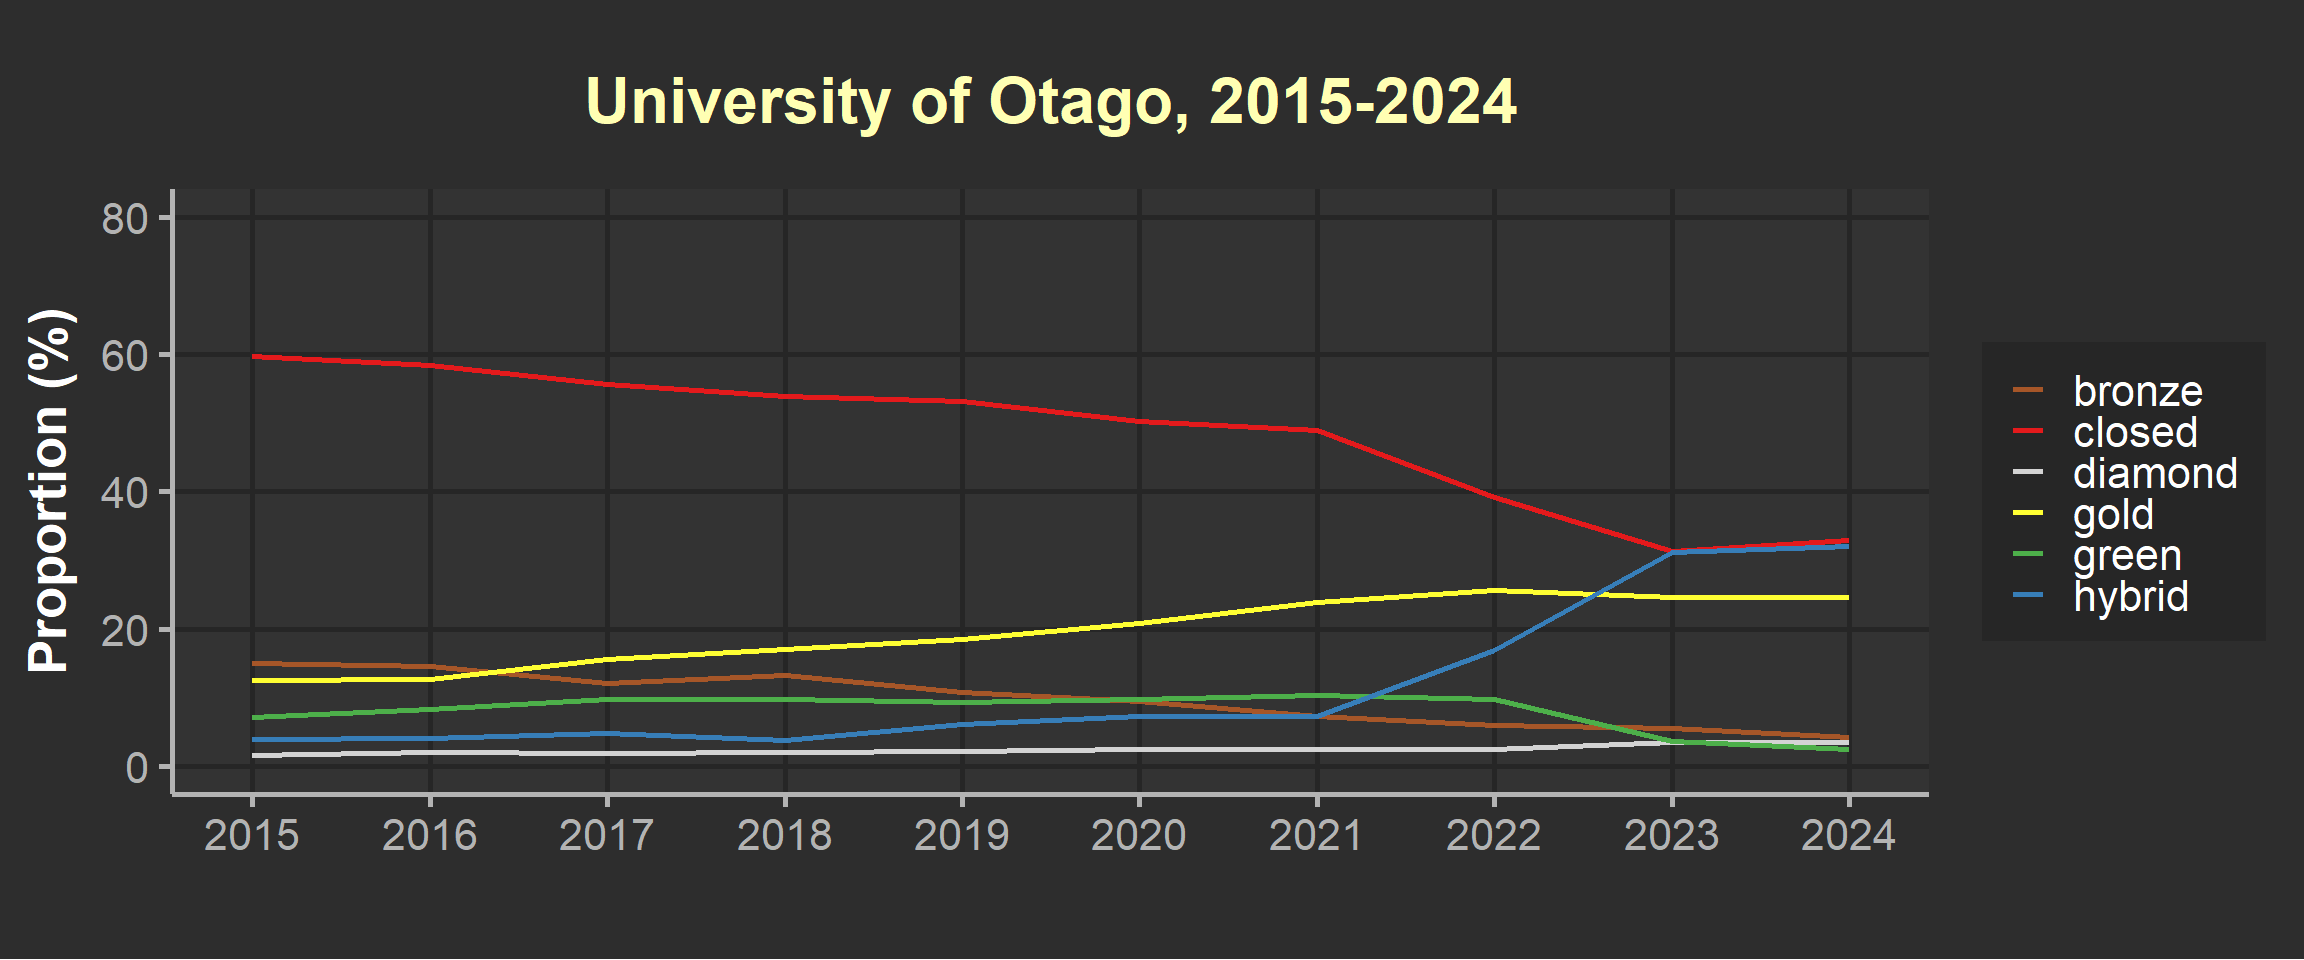 University of Otago, 2015-2024
Proportion (%)
80
60
40
20
0
2015 2016 2017 2018 2019 2020 2021 2022 2023 2024
bronze
closed
diamond
gold
green
hybrid